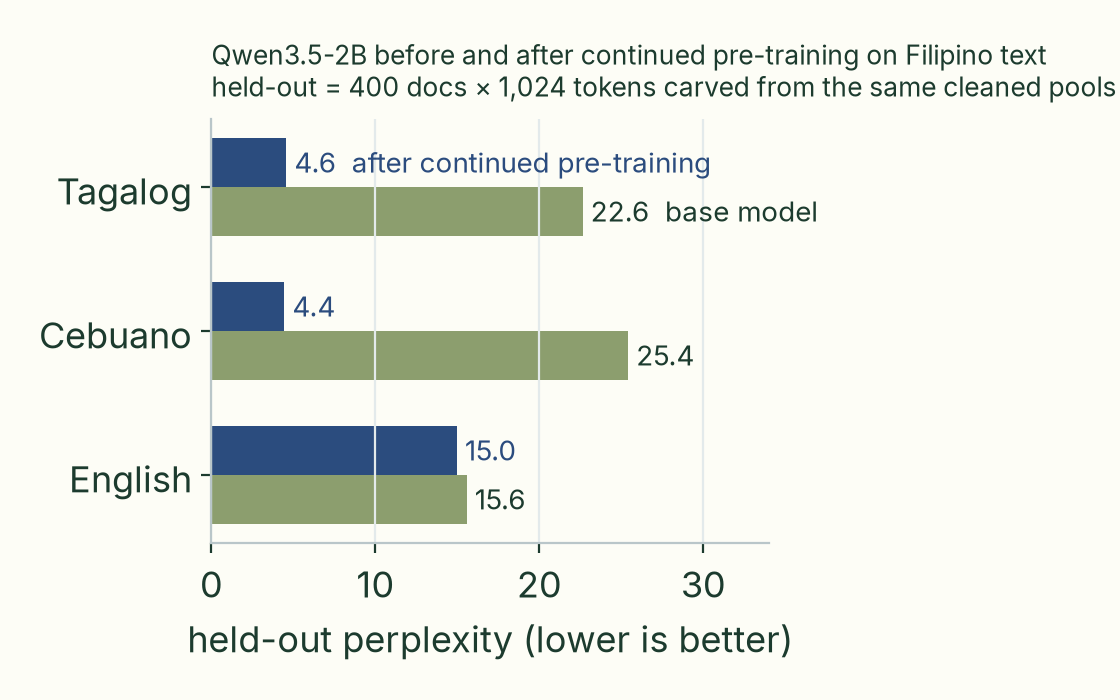 Qwen3.5-2B before and after continued pre-training on Filipino text
held-out = 400 docs × 1,024 tokens carved from the same cleaned pools
4.6 after continued pre-training
Tagalog
22.6 base model
4.4
Cebuano
25.4
15.0
English
15.6
0 10 20 30
held-out perplexity (lower is better)